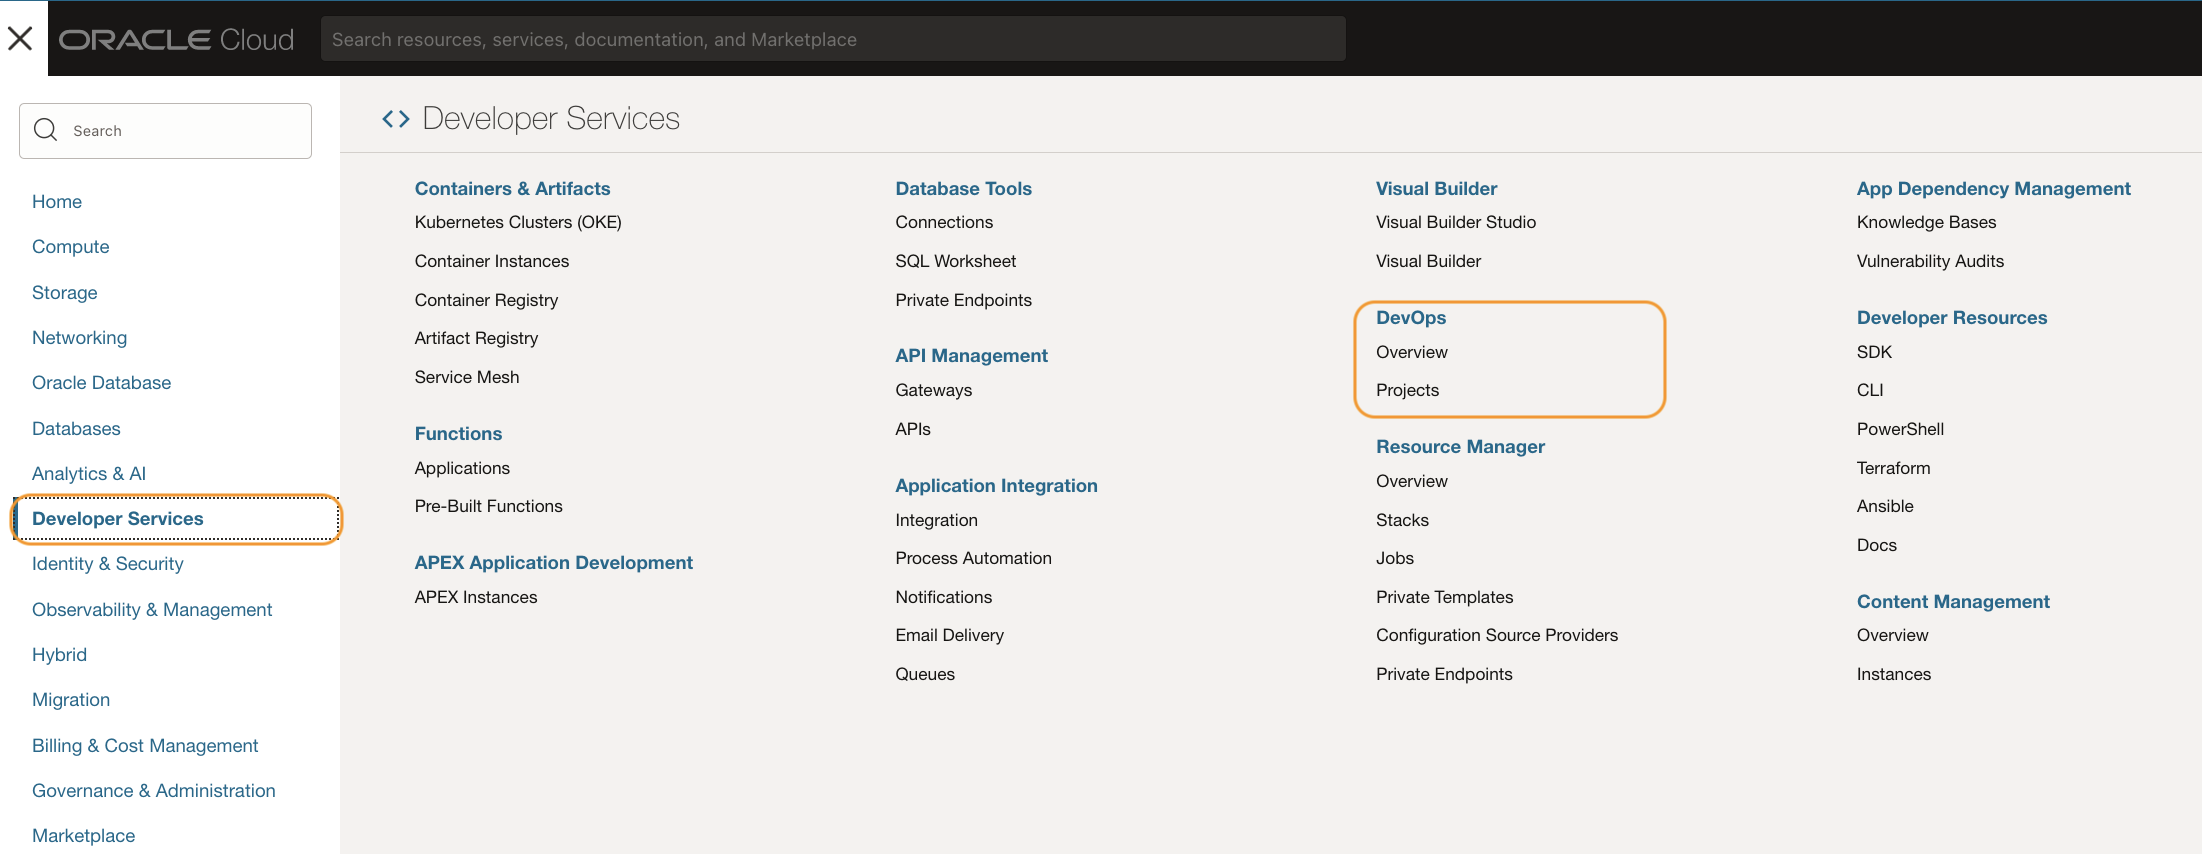 ORACLE Cloud
Search resources, services, documentation, and Marketplace
Search
Home
Compute
Storage
Networking
Oracle Database
Databases
Analytics & AI
Developer Services
Identity & Security
Observability & Management
Hybrid
Migration
Billing & Cost Management
Governance & Administration
Marketplace
Developer Services
Containers & Artifacts
Kubernetes Clusters (OKE)
Container Instances
Container Registry
Artifact Registry
Service Mesh
Functions
Applications
Pre-Built Functions
APEX Application Development
APEX Instances
Database Tools
Connections
SQL Worksheet
Private Endpoints
API Management
Gateways
APIs
Application Integration
Integration
Process Automation
Notifications
Email Delivery
Queues
Visual Builder
Visual Builder Studio
Visual Builder
DevOps
Overview
Projects
Resource Manager
Overview
Stacks
Jobs
Private Templates
Configuration Source Providers
Private Endpoints
App Dependency Management
Knowledge Bases
Vulnerability Audits
Developer Resources
SDK
CLI
PowerShell
Terraform
Ansible
Docs
Content Management
Overview
Instances